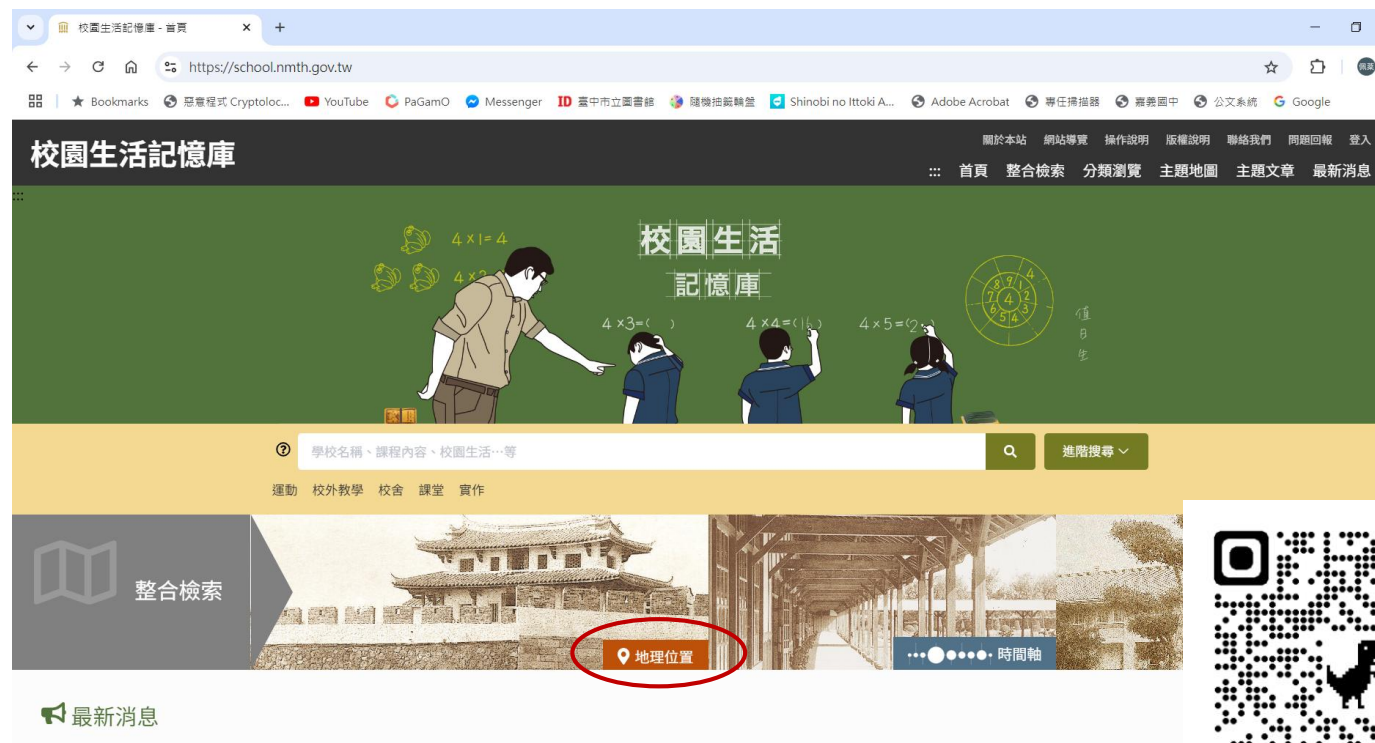 校園生活記憶庫 - 首頁
https://school.nmth.gov.tw
Bookmarks 惡意程式 Cryptoloc... YouTube PaGamO Messenger ID 臺中市立圖書館 隨機抽籤輪盤 Shinobi no Ittoki A... Adobe Acrobat 專任掃描器 嘉義國中 公文系統 Google
關於本站 網站導覽 操作說明 版權說明 聯絡我們 問題回報 登入
校園生活記憶庫
::: 首頁 整合檢索 分類瀏覽 主題地圖 主題文章 最新消息
:::
校園生活
記憶庫
4×1=4
4×3=( )
4×4=(16)
4×5=(2
值日生
學校名稱、課程內容、校園生活…等
進階搜尋
運動 校外教學 校舍 課堂 實作
整合檢索
地理位置
時間軸
最新消息